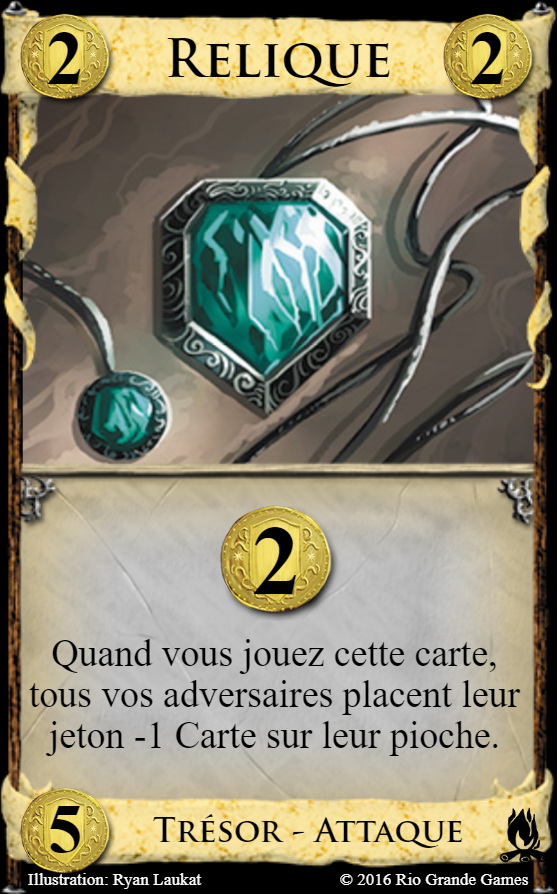 2 RELIQUE 2
2
Quand vous jouez cette carte,
tous vos adversaires placent leur
jeton -1 Carte sur leur pioche.
5 TRÉSOR - ATTAQUE
Illustration: Ryan Laukat © 2016 Rio Grande Games